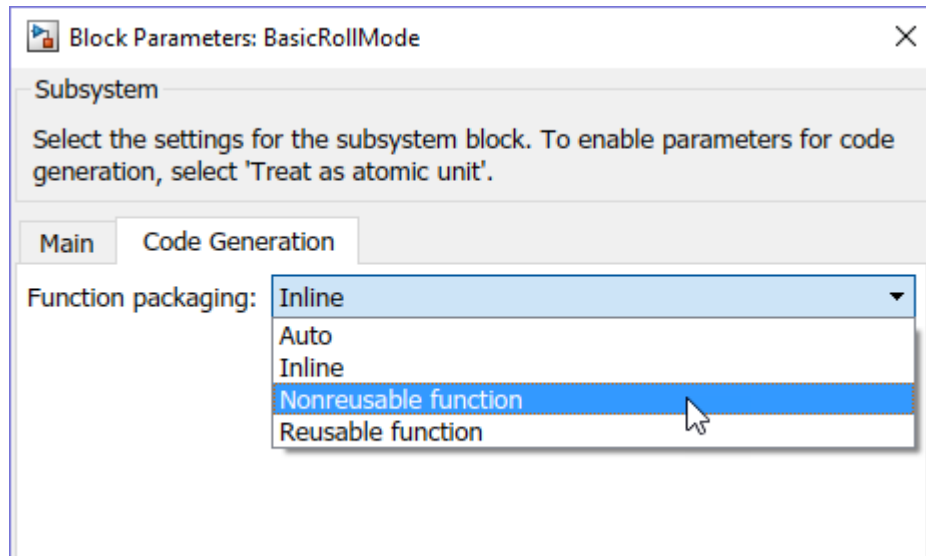 Block Parameters: BasicRollMode
Subsystem
Select the settings for the subsystem block. To enable parameters for code
generation, select 'Treat as atomic unit'.
Main Code Generation
Function packaging: Inline
Auto
Inline
Nonreusable function
Reusable function